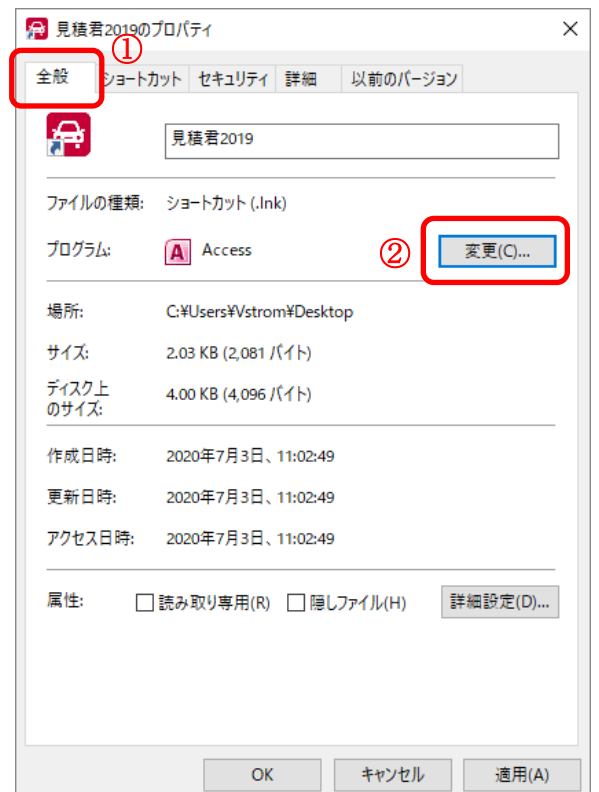 見積君2019のプロパティ
①
全般 ショートカット セキュリティ 詳細 以前のバージョン
見積君2019
ファイルの種類: ショートカット (.lnk)
プログラム: A Access ② 変更(C)...
場所: C:¥Users¥Vstrom¥Desktop
サイズ: 2.03 KB (2,081 バイト)
ディスク上
のサイズ: 4.00 KB (4,096 バイト)
作成日時: 2020年7月3日、11:02:49
更新日時: 2020年7月3日、11:02:49
アクセス日時: 2020年7月3日、11:02:49
属性: 読み取り専用(R) 隠しファイル(H) 詳細設定(D)...
OK キャンセル 適用(A)